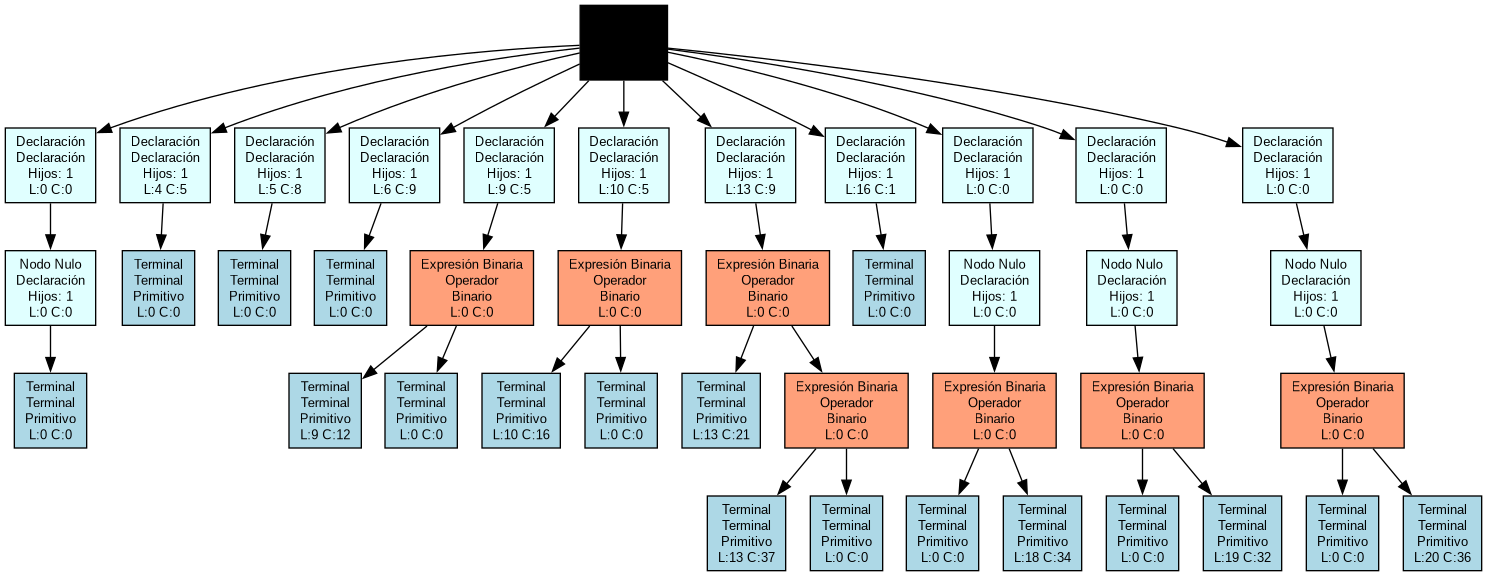 Declaración
Declaración
Hijos: 1
L:0 C:0
Declaración
Declaración
Hijos: 1
L:4 C:5
Declaración
Declaración
Hijos: 1
L:5 C:8
Declaración
Declaración
Hijos: 1
L:6 C:9
Declaración
Declaración
Hijos: 1
L:9 C:5
Declaración
Declaración
Hijos: 1
L:10 C:5
Declaración
Declaración
Hijos: 1
L:13 C:9
Declaración
Declaración
Hijos: 1
L:16 C:1
Declaración
Declaración
Hijos: 1
L:0 C:0
Declaración
Declaración
Hijos: 1
L:0 C:0
Declaración
Declaración
Hijos: 1
L:0 C:0
Nodo Nulo
Declaración
Hijos: 1
L:0 C:0
Terminal
Terminal
Primitivo
L:0 C:0
Terminal
Terminal
Primitivo
L:0 C:0
Terminal
Terminal
Primitivo
L:0 C:0
Expresión Binaria
Operador
Binario
L:0 C:0
Expresión Binaria
Operador
Binario
L:0 C:0
Expresión Binaria
Operador
Binario
L:0 C:0
Terminal
Terminal
Primitivo
L:0 C:0
Nodo Nulo
Declaración
Hijos: 1
L:0 C:0
Nodo Nulo
Declaración
Hijos: 1
L:0 C:0
Nodo Nulo
Declaración
Hijos: 1
L:0 C:0
Terminal
Terminal
Primitivo
L:0 C:0
Terminal
Terminal
Primitivo
L:9 C:12
Terminal
Terminal
Primitivo
L:0 C:0
Terminal
Terminal
Primitivo
L:10 C:16
Terminal
Terminal
Primitivo
L:0 C:0
Terminal
Terminal
Primitivo
L:13 C:21
Expresión Binaria
Operador
Binario
L:0 C:0
Expresión Binaria
Operador
Binario
L:0 C:0
Expresión Binaria
Operador
Binario
L:0 C:0
Expresión Binaria
Operador
Binario
L:0 C:0
Terminal
Terminal
Primitivo
L:13 C:37
Terminal
Terminal
Primitivo
L:0 C:0
Terminal
Terminal
Primitivo
L:0 C:0
Terminal
Terminal
Primitivo
L:18 C:34
Terminal
Terminal
Primitivo
L:0 C:0
Terminal
Terminal
Primitivo
L:19 C:32
Terminal
Terminal
Primitivo
L:0 C:0
Terminal
Terminal
Primitivo
L:20 C:36